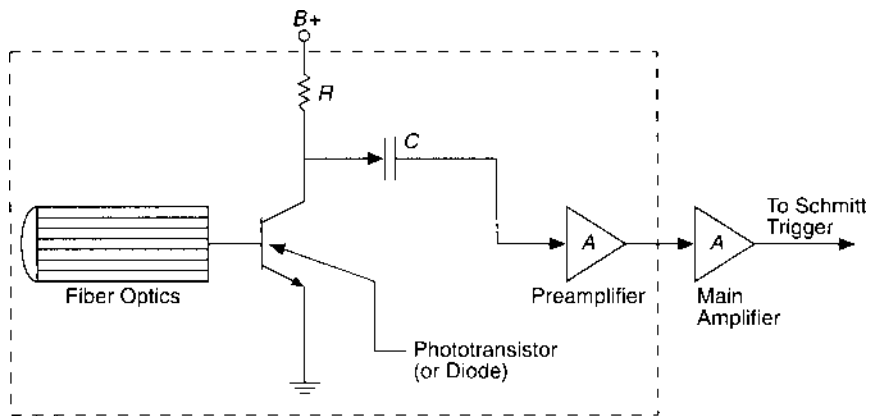 B+
R
C
To Schmitt
Trigger
A
A
Fiber Optics
Preamplifier
Main
Amplifier
Phototransistor
(or Diode)